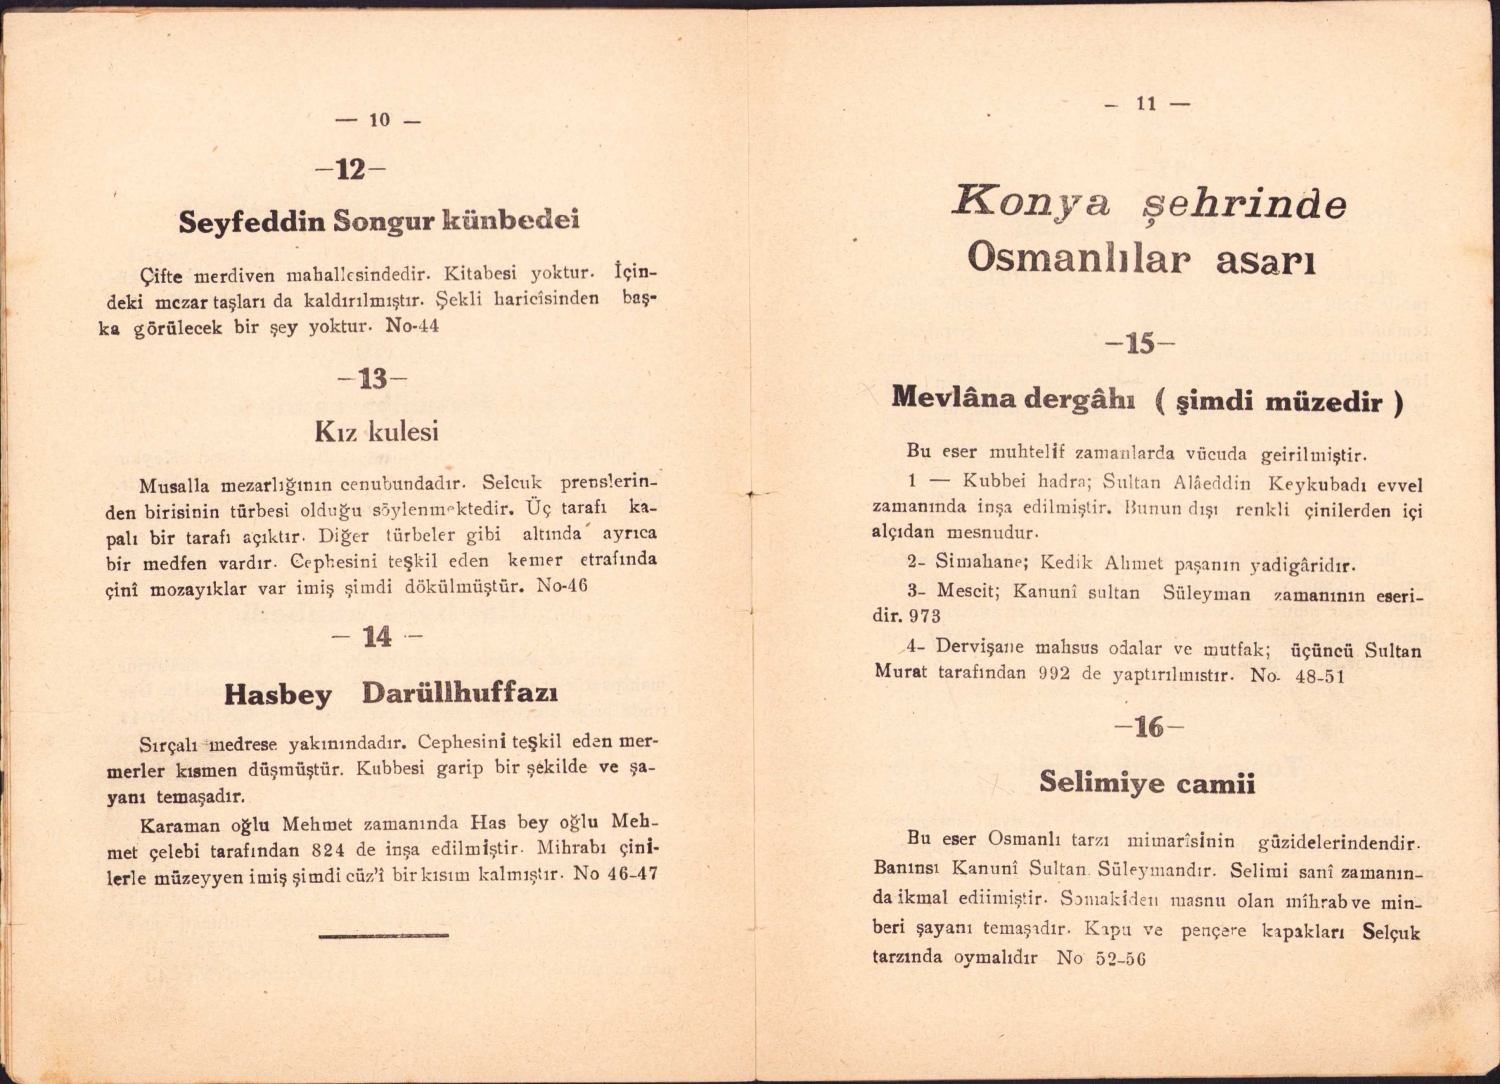 — 10 —
—12—
Seyfeddin Songur künbedei
Çifte merdiven mahallesindedir. Kitabesi yoktur. İçin-
deki mezar taşları da kaldırılmıştır. Şekli haricîsinden baş-
ka görülecek bir şey yoktur. No-44
—13—
Kız kulesi
Musalla mezarlığının cenubundadır. Selcuk prenslerin-
den birisinin türbesi olduğu söylenmektedir. Üç tarafı ka-
palı bir tarafı açıktır. Diğer türbeler gibi altında ayrıca
bir medfen vardır. Cephesini teşkil eden kemer etrafında
çinî mozayıklar var imiş şimdi dökülmüştür. No-46
— 14 —
Hasbey Darüllhuffazı
Sırçalı medrese yakınındadır. Cephesini teşkil eden mer-
merler kısmen düşmüştür. Kubbesi garip bir şekilde ve şa-
yanı temaşadır.
Karaman oğlu Mehmet zamanında Has bey oğlu Meh-
met çelebi tarafından 824 de inşa edilmiştir. Mihrabı çini-
lerle müzeyyen imiş şimdi cüz'î bir kısım kalmıştır. No 46-47
— 11 —
Konya şehrinde
Osmanlılar asarı
—15—
Mevlâna dergâhı ( şimdi müzedir )
Bu eser muhtelif zamanlarda vücuda geirilmiştir.
1 — Kubbei hadra; Sultan Alâeddin Keykubadı evvel
zamanında inşa edilmiştir. Bunun dışı renkli çinilerden içi
alçıdan mesnudur.
2- Simahane; Kedik Ahmet paşanın yadigâridır.
3- Mescit; Kanunî sultan Süleyman zamanının eseri-
dir. 973
4- Dervişane mahsus odalar ve mutfak; üçüncü Sultan
Murat tarafından 992 de yaptırılmıstır. No- 48-51
—16—
Selimiye camii
Bu eser Osmanlı tarzı mimarîsinin güzidelerindendir.
Banınsı Kanunî Sultan. Süleymandır. Selimi sanî zamanın-
da ikmal ediimiştir. Somakiden masnu olan mîhrab ve min-
beri şayanı temaşadır. Kapu ve pençere kapakları Selçuk
tarzında oymalıdır No 52-56